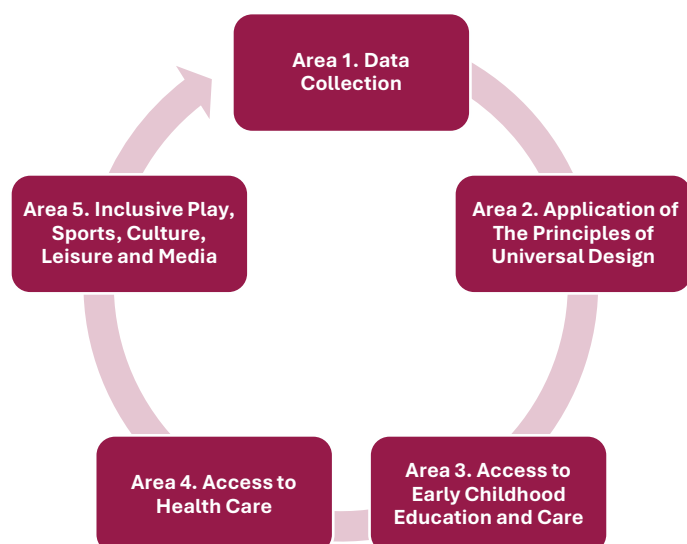 Area 1. Data
Collection
Area 2. Application of
The Principles of
Universal Design
Area 3. Access to
Early Childhood
Education and Care
Area 4. Access to
Health Care
Area 5. Inclusive Play,
Sports, Culture,
Leisure and Media